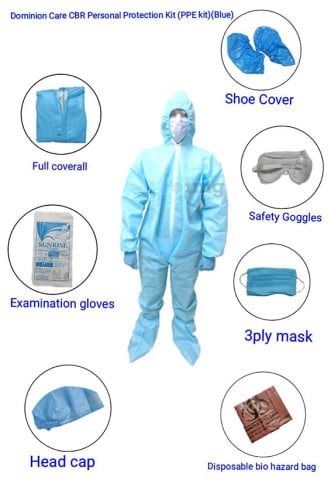 Dominion Care CBR Personal Protection Kit (PPE kit)(Blue)
Shoe Cover
Full coverall
Safety Goggles
SUNRISE
Examination gloves
3ply mask
Head cap
Disposable bio hazard bag